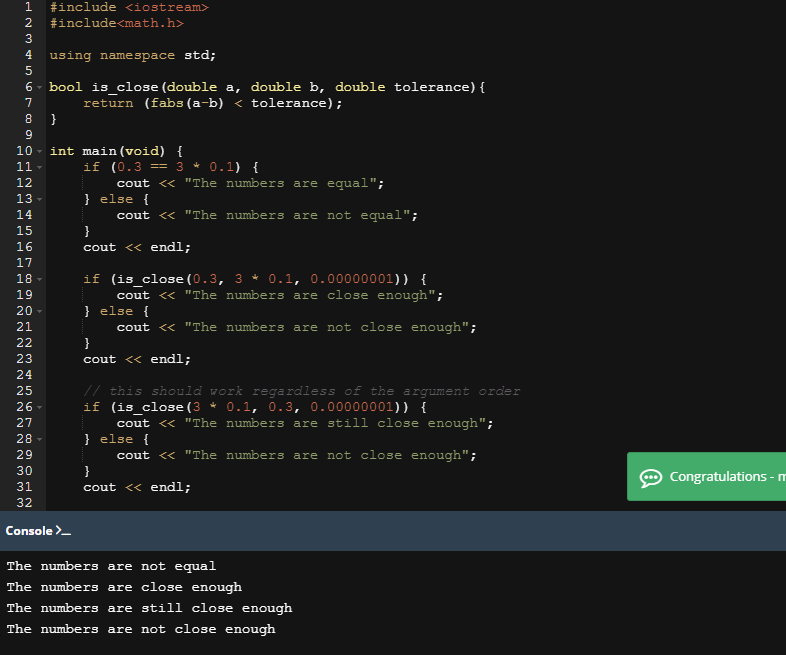 1 #include <iostream>
2 #include<math.h>
3
4 using namespace std;
5
6 bool is_close(double a, double b, double tolerance){
7     return (fabs(a-b) < tolerance);
8 }
9
10 int main(void) {
11     if (0.3 == 3 * 0.1) {
12         cout << "The numbers are equal";
13     } else {
14         cout << "The numbers are not equal";
15     }
16     cout << endl;
17
18     if (is_close(0.3, 3 * 0.1, 0.00000001)) {
19         cout << "The numbers are close enough";
20     } else {
21         cout << "The numbers are not close enough";
22     }
23     cout << endl;
24
25     // this should work regardless of the argument order
26     if (is_close(3 * 0.1, 0.3, 0.00000001)) {
27         cout << "The numbers are still close enough";
28     } else {
29         cout << "The numbers are not close enough";
30     }
31     cout << endl;
32
Congratulations -
Console >_
The numbers are not equal
The numbers are close enough
The numbers are still close enough
The numbers are not close enough